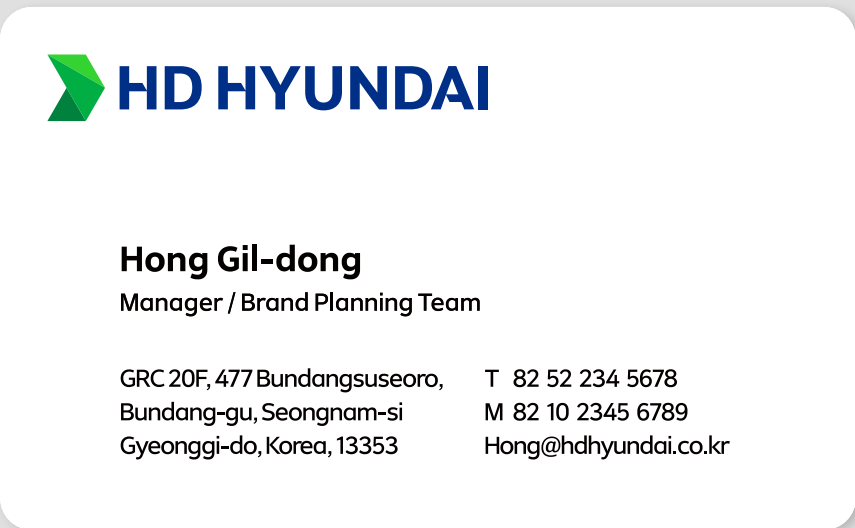 HD HYUNDAI
Hong Gil-dong
Manager / Brand Planning Team
GRC 20F, 477 Bundangsuseoro,
Bundang-gu, Seongnam-si
Gyeonggi-do, Korea, 13353
T 82 52 234 5678
M 82 10 2345 6789
Hong@hdhyundai.co.kr